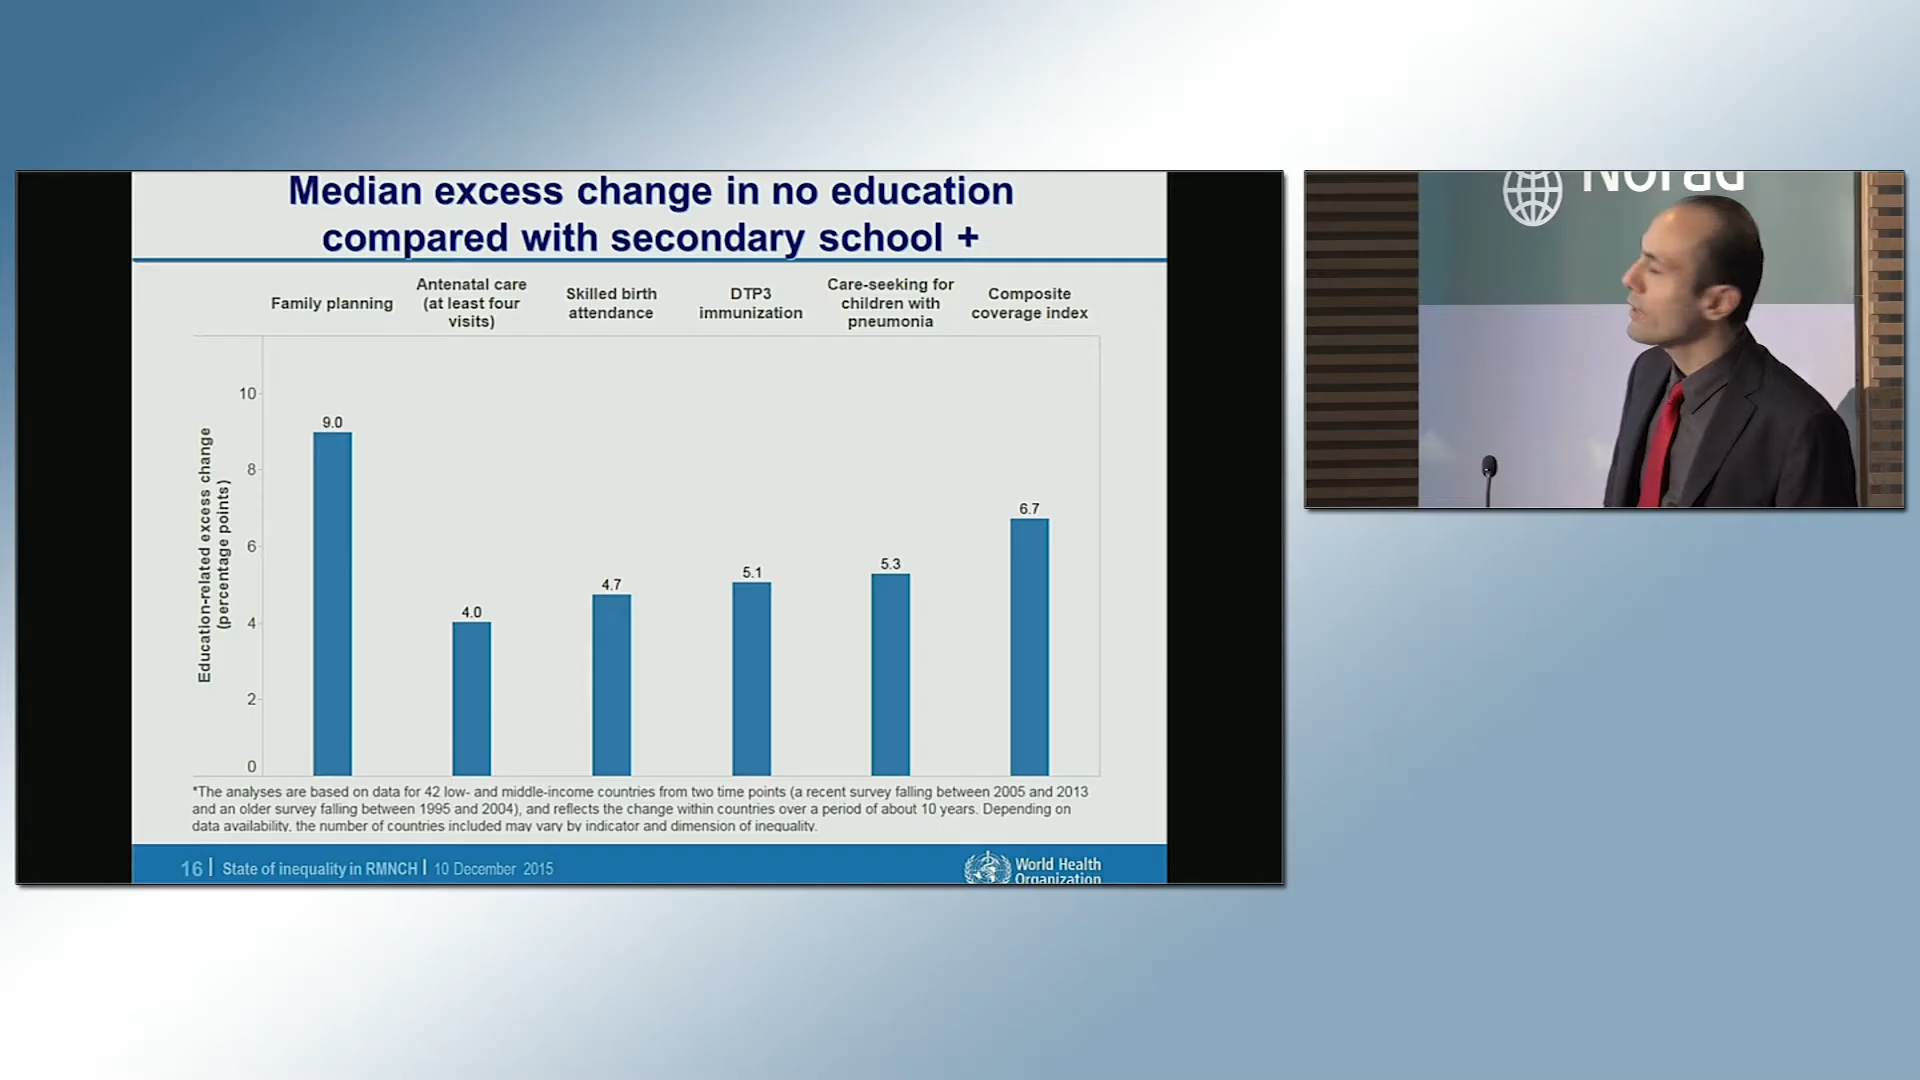 Median excess change in no education
compared with secondary school +
Family planning
Antenatal care
(at least four
visits)
Skilled birth
attendance
DTP3
immunization
Care-seeking for
children with
pneumonia
Composite
coverage index
Education-related excess change
(percentage points)
10
8
6
4
2
0
9.0
4.0
4.7
5.1
5.3
6.7
*The analyses are based on data for 42 low- and middle-income countries from two time points (a recent survey falling between 2005 and 2013
and an older survey falling between 1995 and 2004), and reflects the change within countries over a period of about 10 years. Depending on
data availability, the number of countries included may vary by indicator and dimension of inequality.
16 | State of inequality in RMNCH | 10 December 2015
World Health
Organization
Norad